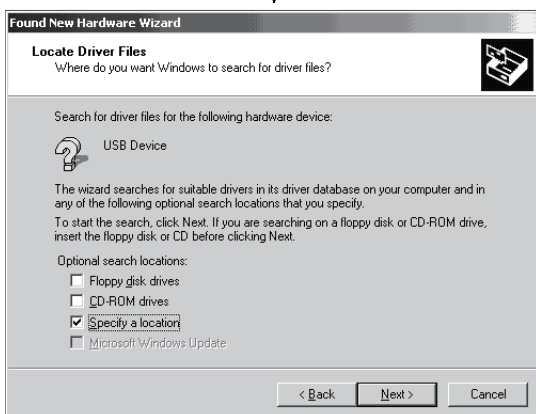 Found New Hardware Wizard
Locate Driver Files
Where do you want Windows to search for driver files?
Search for driver files for the following hardware device:
USB Device
The wizard searches for suitable drivers in its driver database on your computer and in
any of the following optional search locations that you specify.
To start the search, click Next. If you are searching on a floppy disk or CD-ROM drive,
insert the floppy disk or CD before clicking Next.
Optional search locations:
Floppy disk drives
CD-ROM drives
Specify a location
Microsoft Windows Update
< Back Next > Cancel